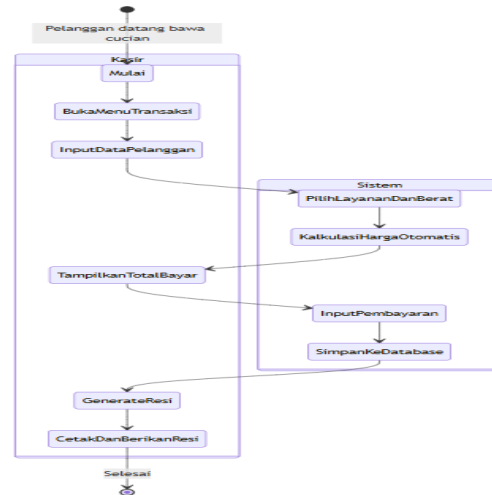 Pelanggan datang bawa
cucian
Kasir
Mulai
BukaMenuTransaksi
InputDataPelanggan
Sistem
PilihLayananDanBerat
KalkulasiHargaOtomatis
TampilkanTotalBayar
InputPembayaran
SimpanKeDatabase
GenerateResi
CetakDanBerikanResi
Selesai